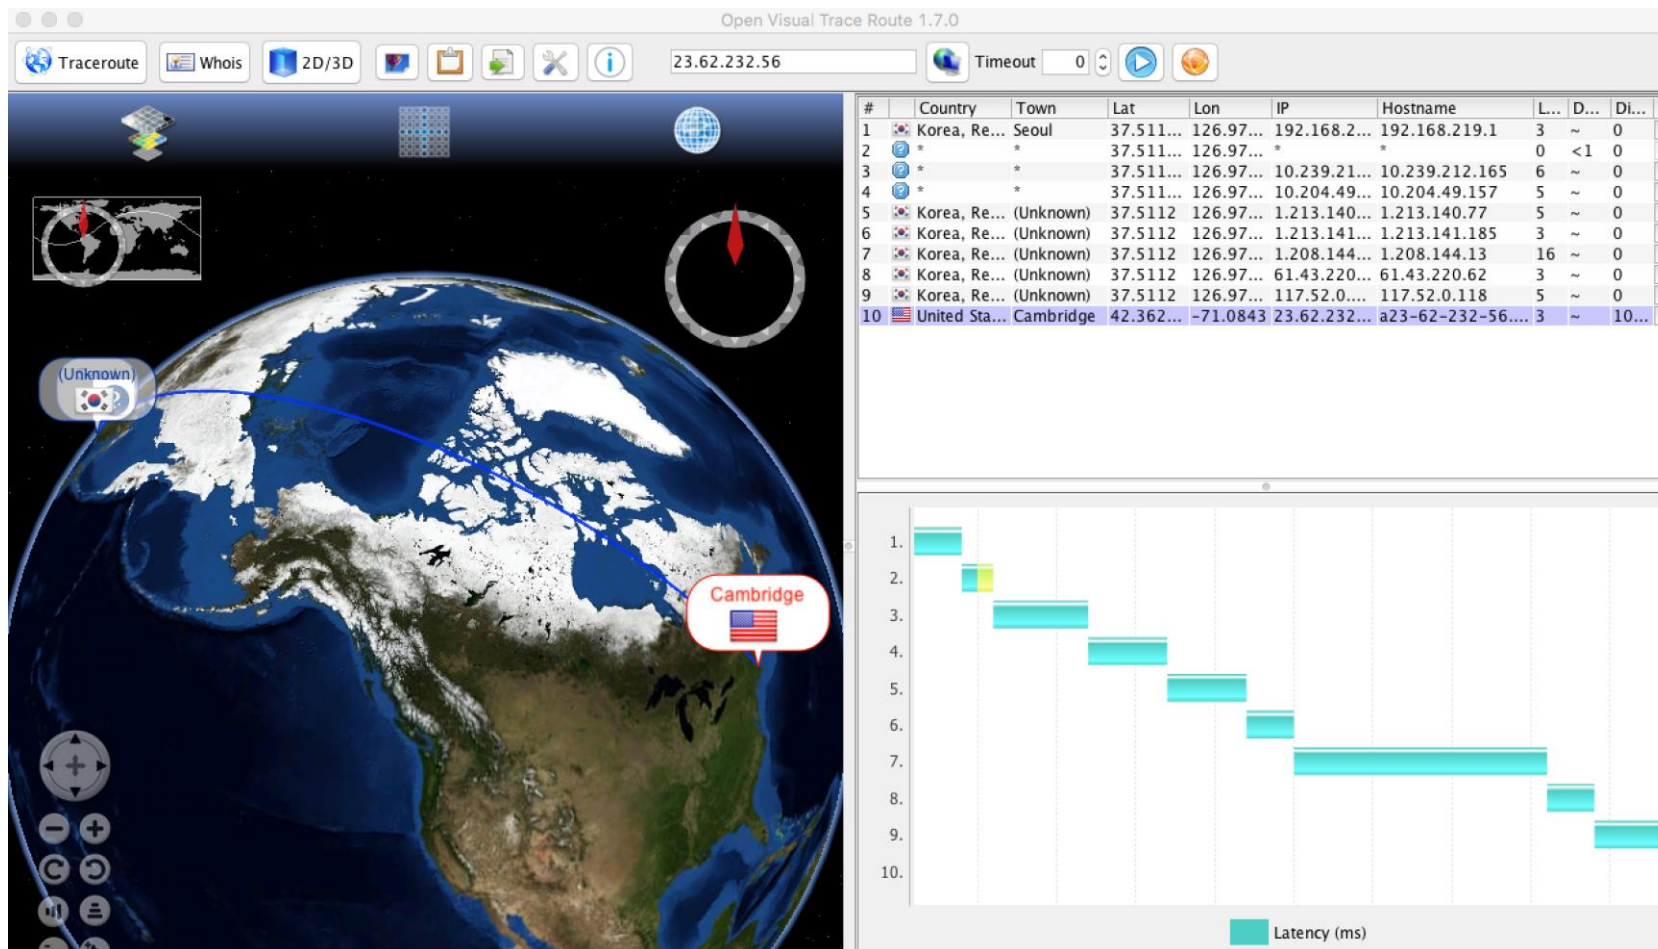 Open Visual Trace Route 1.7.0
Traceroute Whois 2D/3D 23.62.232.56 Timeout 0
# Country Town Lat Lon IP Hostname L... D... Di...
1 Korea, Re... Seoul 37.511... 126.97... 192.168.2... 192.168.219.1 3 ~ 0
2 * * 37.511... 126.97... * * 0 <1 0
3 * * 37.511... 126.97... 10.239.21... 10.239.212.165 6 ~ 0
4 * * 37.511... 126.97... 10.204.49... 10.204.49.157 5 ~ 0
5 Korea, Re... (Unknown) 37.5112 126.97... 1.213.140... 1.213.140.77 5 ~ 0
6 Korea, Re... (Unknown) 37.5112 126.97... 1.213.141... 1.213.141.185 3 ~ 0
7 Korea, Re... (Unknown) 37.5112 126.97... 1.208.144... 1.208.144.13 16 ~ 0
8 Korea, Re... (Unknown) 37.5112 126.97... 61.43.220... 61.43.220.62 3 ~ 0
9 Korea, Re... (Unknown) 37.5112 126.97... 117.52.0.... 117.52.0.118 5 ~ 0
10 United Sta... Cambridge 42.362... -71.0843 23.62.232... a23-62-232-56.... 3 ~ 10...
(Unknown)
Cambridge
1.
2.
3.
4.
5.
6.
7.
8.
9.
10.
Latency (ms)